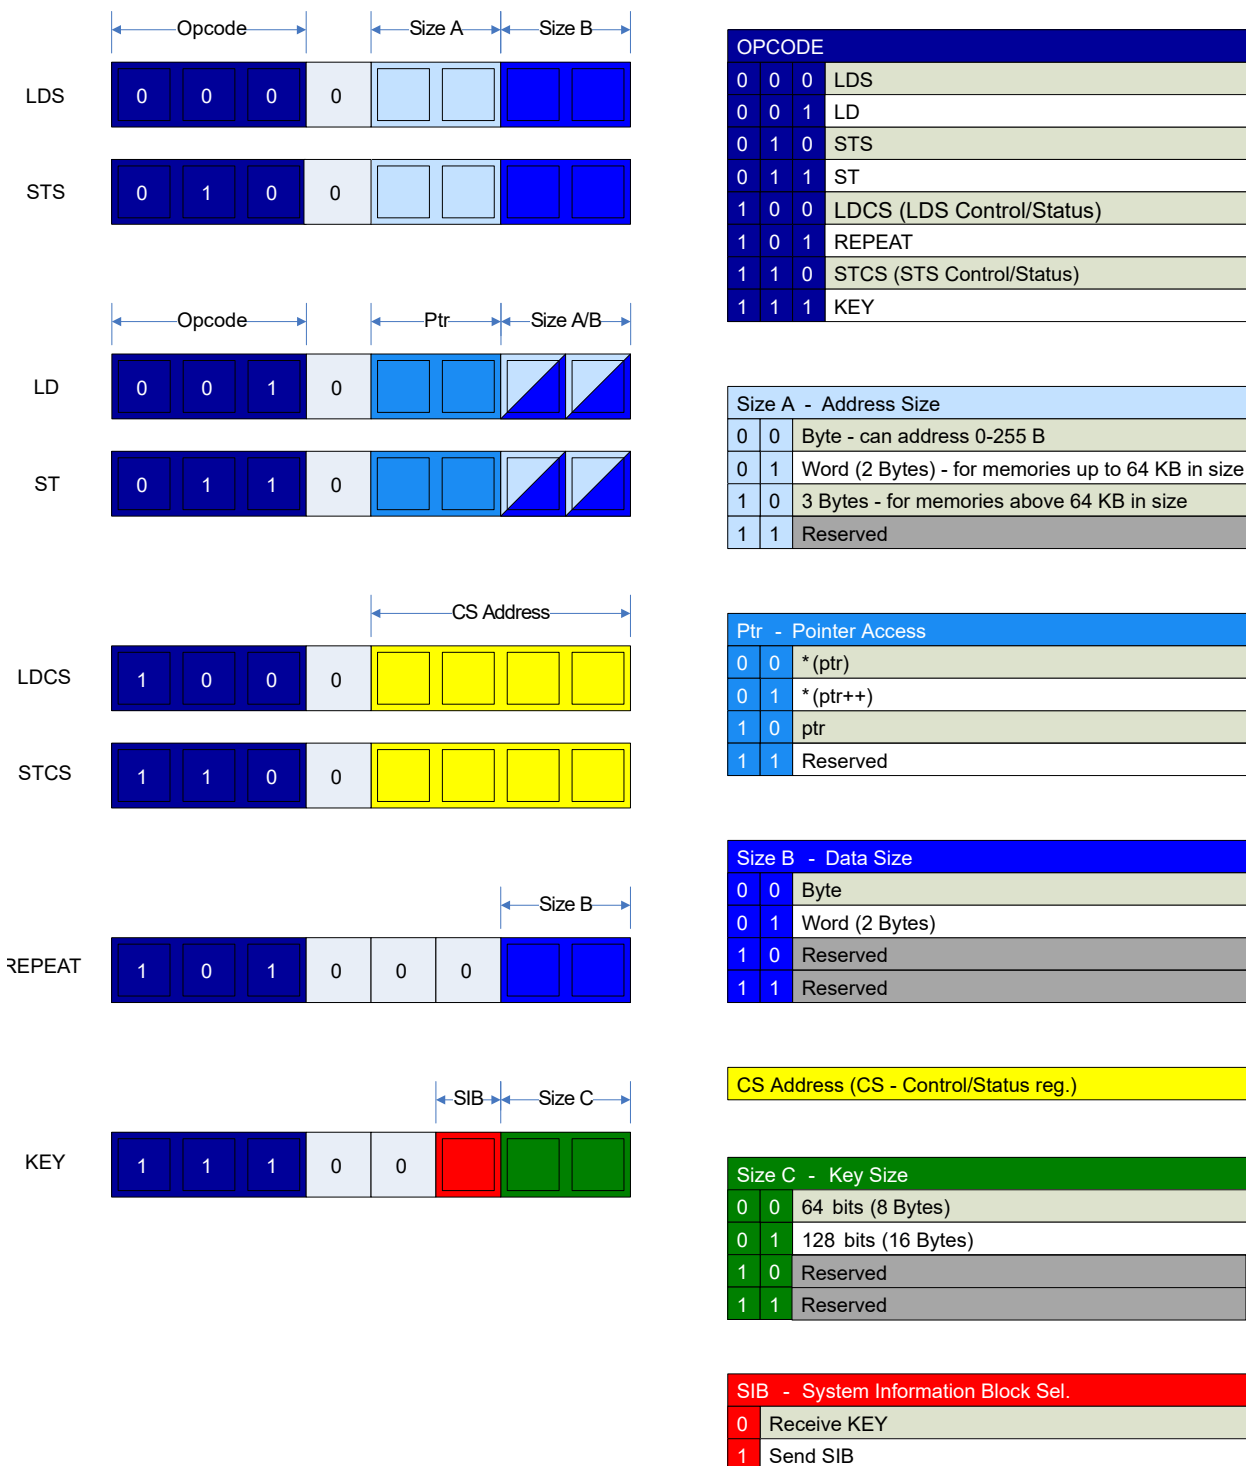 Opcode Size A Size B
LDS 0 0 0 0
STS 0 1 0 0
Opcode Ptr Size A/B
LD 0 0 1 0
ST 0 1 1 0
CS Address
LDCS 1 0 0 0
STCS 1 1 0 0
Size B
REPEAT 1 0 1 0 0 0
SIB Size C
KEY 1 1 1 0 0
OPCODE
0 0 0 LDS
0 0 1 LD
0 1 0 STS
0 1 1 ST
1 0 0 LDCS (LDS Control/Status)
1 0 1 REPEAT
1 1 0 STCS (STS Control/Status)
1 1 1 KEY
Size A - Address Size
0 0 Byte - can address 0-255 B
0 1 Word (2 Bytes) - for memories up to 64 KB in size
1 0 3 Bytes - for memories above 64 KB in size
1 1 Reserved
Ptr - Pointer Access
0 0 *(ptr)
0 1 *(ptr++)
1 0 ptr
1 1 Reserved
Size B - Data Size
0 0 Byte
0 1 Word (2 Bytes)
1 0 Reserved
1 1 Reserved
CS Address (CS - Control/Status reg.)
Size C - Key Size
0 0 64 bits (8 Bytes)
0 1 128 bits (16 Bytes)
1 0 Reserved
1 1 Reserved
SIB - System Information Block Sel.
0 Receive KEY
1 Send SIB